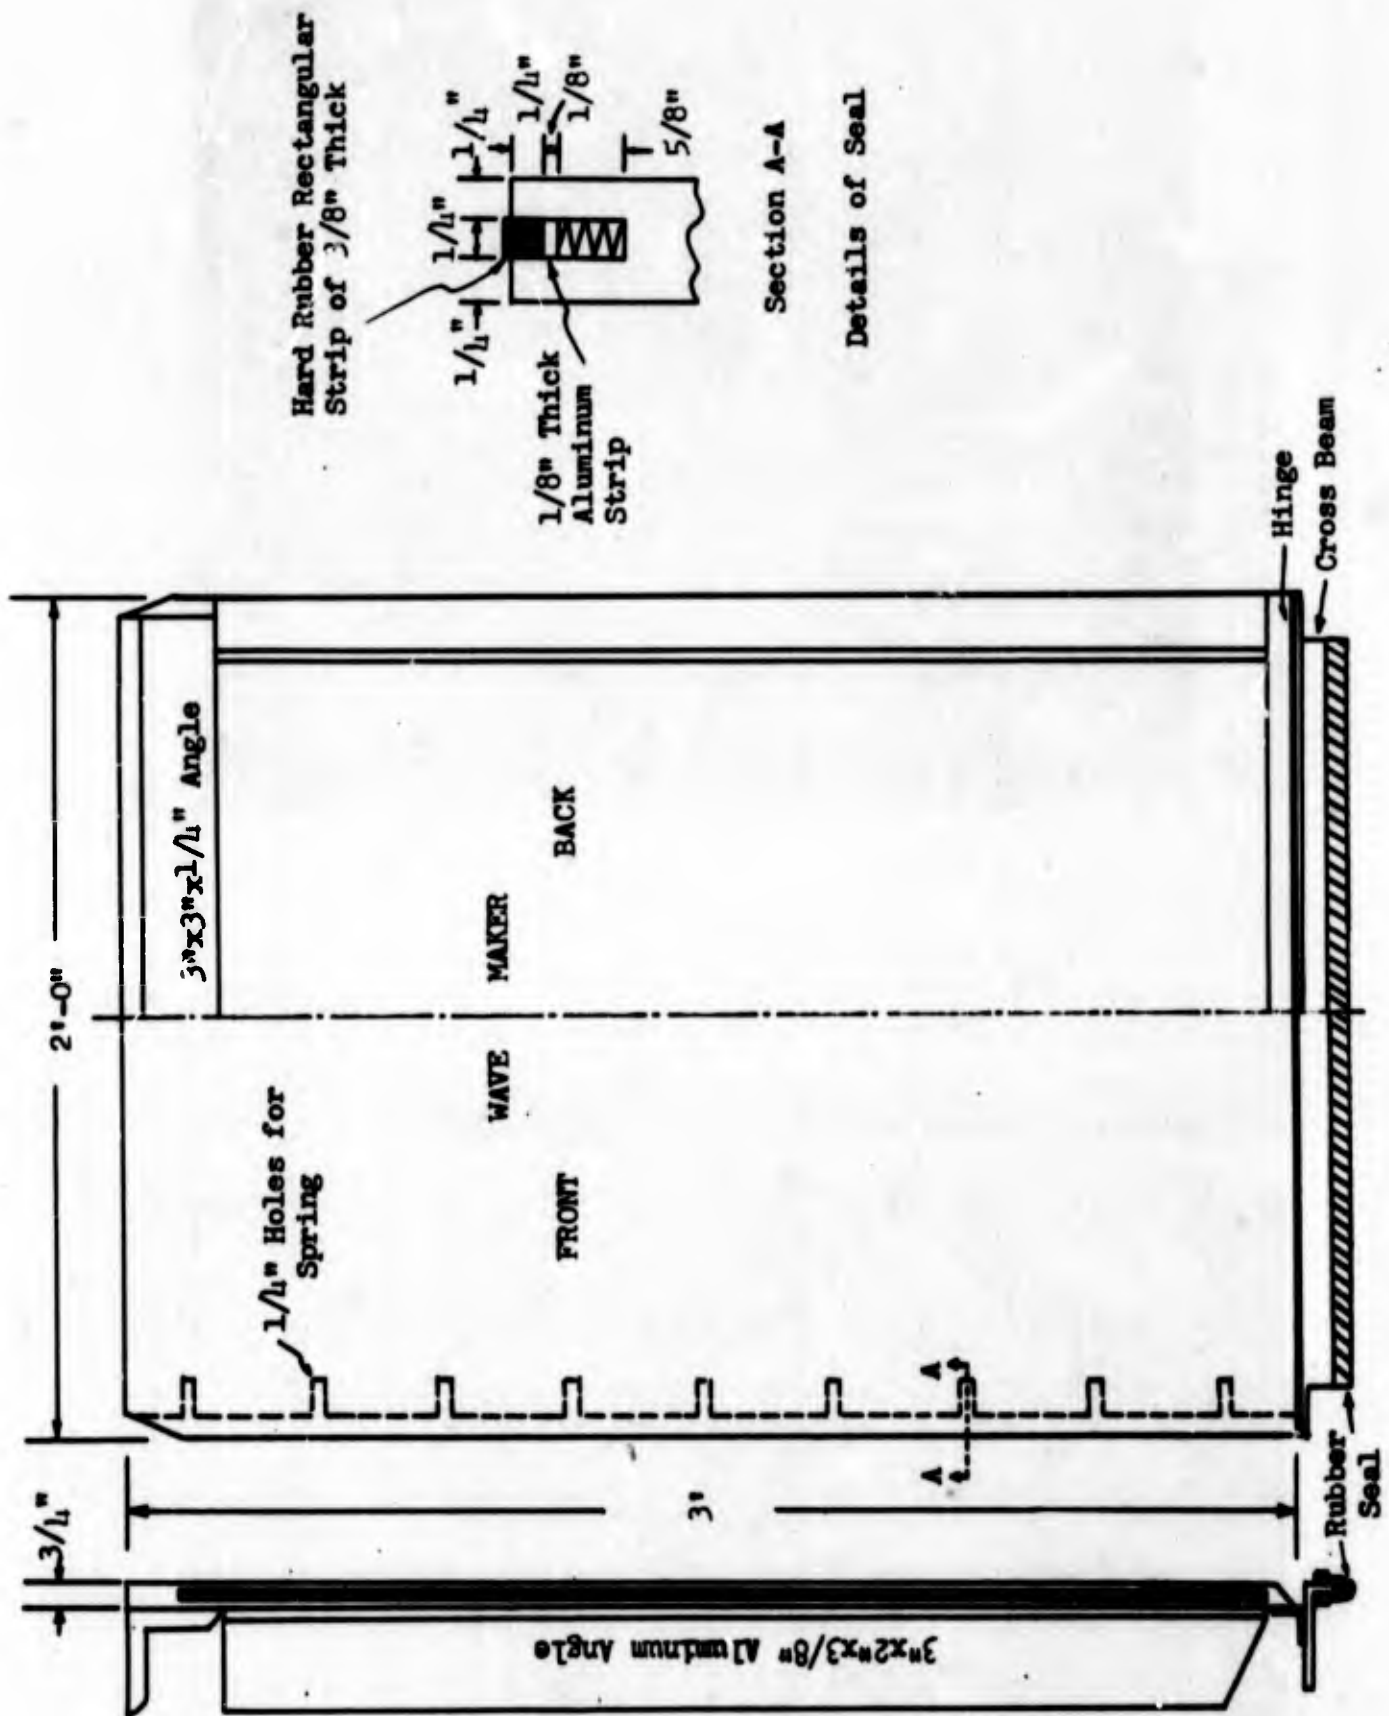 Hard Rubber Rectangular
Strip of 3/8" Thick
1/4"
1/4"
1/4"
1/4"
1/8"
5/8"
1/8" Thick
Aluminum
Strip
Section A-A
Details of Seal
2'-0"
3"x3"x1/4" Angle
1/4" Holes for
Spring
WAVE MAKER
FRONT
BACK
A
A
Hinge
Cross Beam
3/4"
3'
3"x2"x3/8" Aluminum Angle
Rubber
Seal